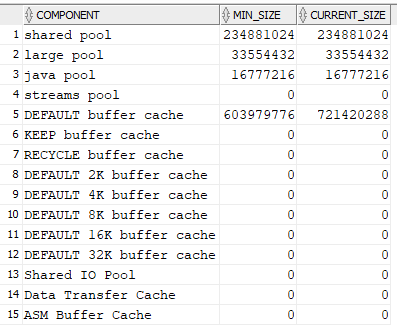 COMPONENT MIN_SIZE CURRENT_SIZE
1 shared pool 234881024 234881024
2 large pool 33554432 33554432
3 java pool 16777216 16777216
4 streams pool 0 0
5 DEFAULT buffer cache 603979776 721420288
6 KEEP buffer cache 0 0
7 RECYCLE buffer cache 0 0
8 DEFAULT 2K buffer cache 0 0
9 DEFAULT 4K buffer cache 0 0
10 DEFAULT 8K buffer cache 0 0
11 DEFAULT 16K buffer cache 0 0
12 DEFAULT 32K buffer cache 0 0
13 Shared IO Pool 0 0
14 Data Transfer Cache 0 0
15 ASM Buffer Cache 0 0